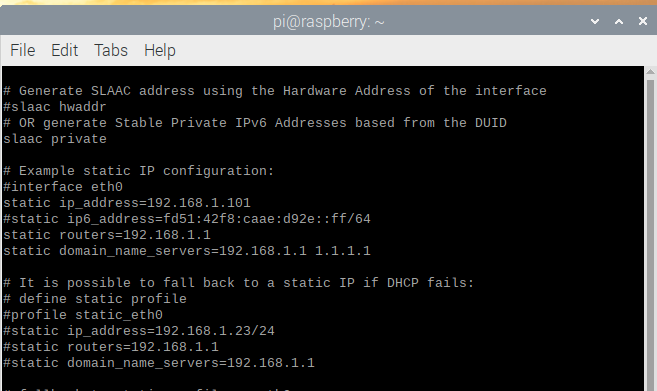 pi@raspberry: ~
File Edit Tabs Help
# Generate SLAAC address using the Hardware Address of the interface
#slaac hwaddr
# OR generate Stable Private IPv6 Addresses based from the DUID
slaac private
# Example static IP configuration:
#interface eth0
static ip_address=192.168.1.101
#static ip6_address=fd51:42f8:caae:d92e::ff/64
static routers=192.168.1.1
static domain_name_servers=192.168.1.1 1.1.1.1
# It is possible to fall back to a static IP if DHCP fails:
# define static profile
#profile static_eth0
#static ip_address=192.168.1.23/24
#static routers=192.168.1.1
#static domain_name_servers=192.168.1.1